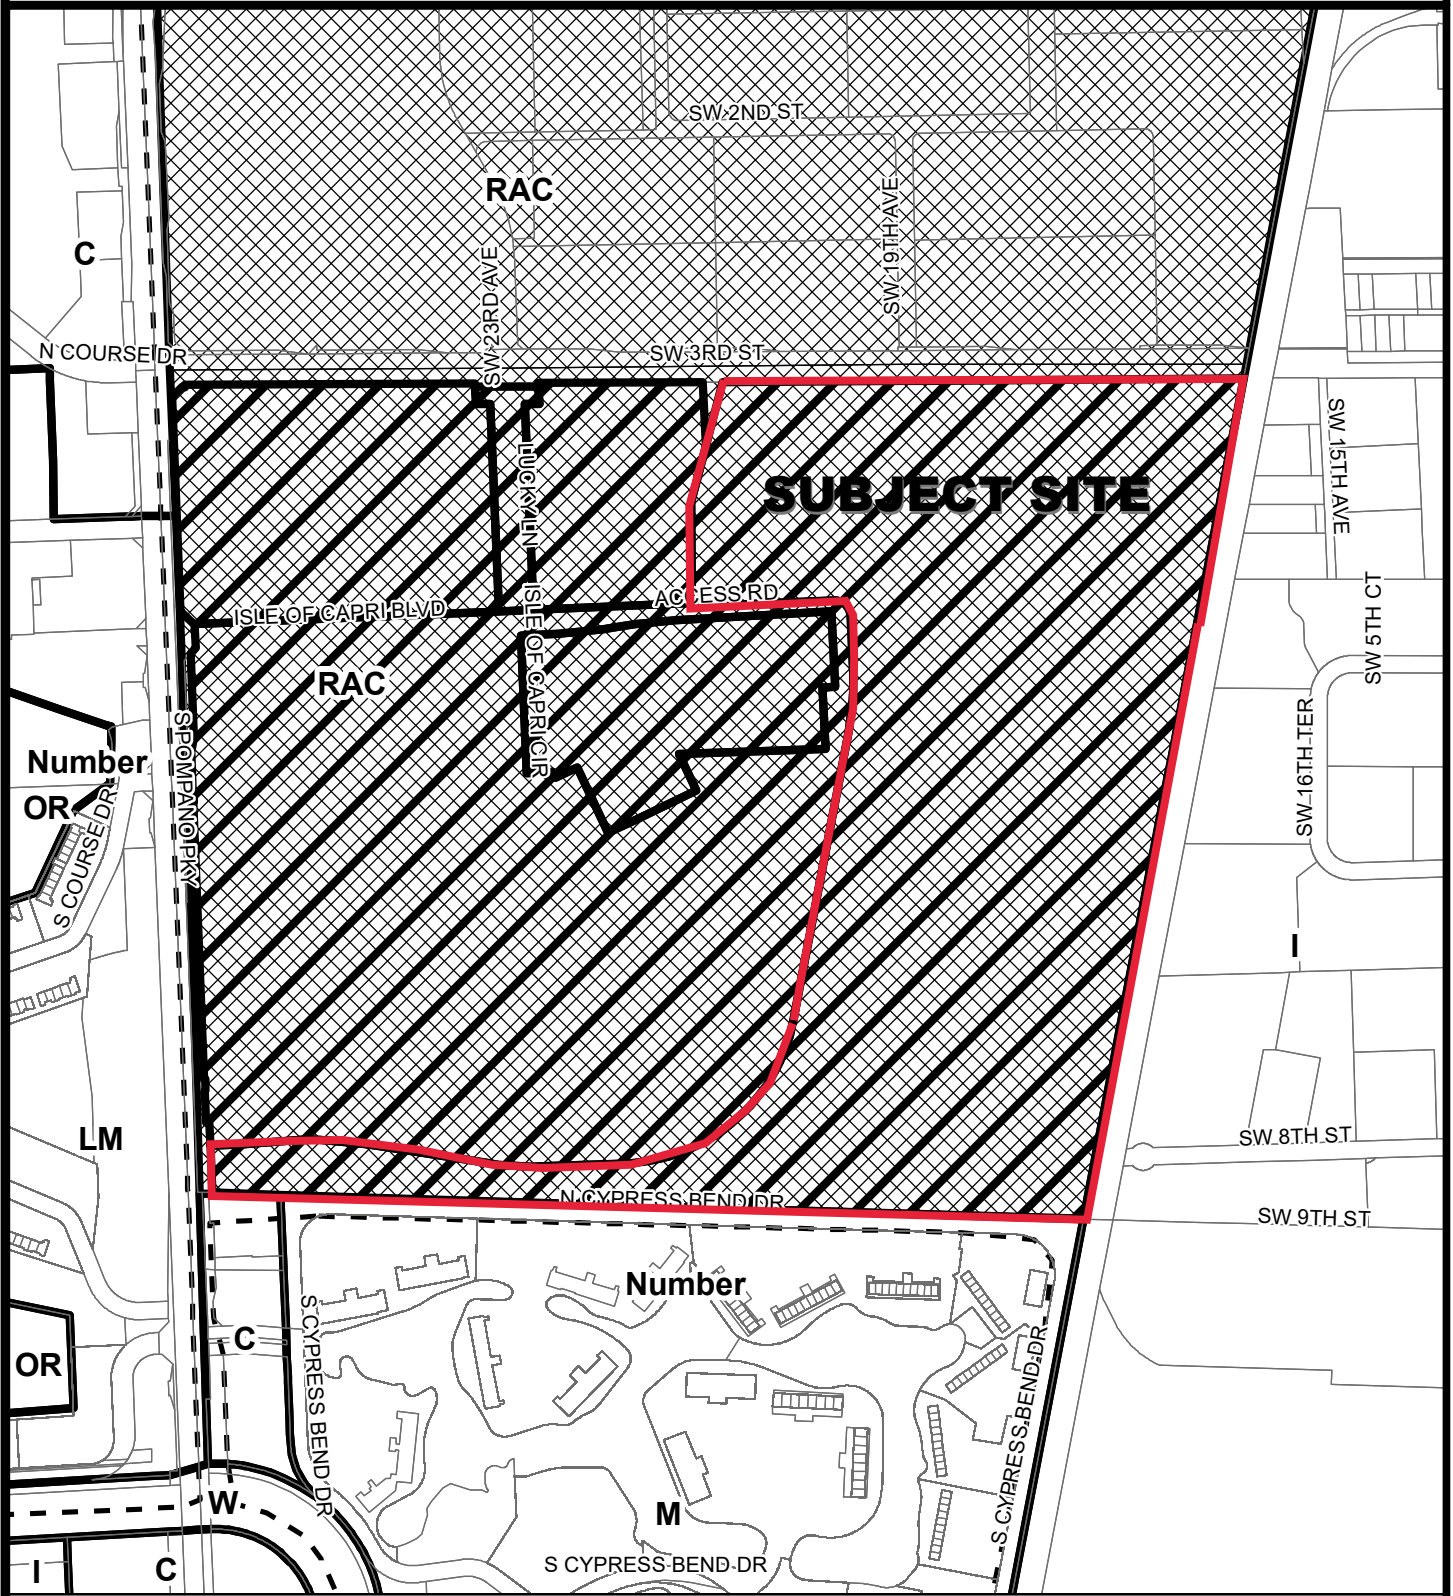 SW 2ND ST
RAC
SW 19TH AVE
C
SW 23RD AVE
N COURSE DR
SW 3RD ST
SW 15TH AVE
SUBJECT SITE
LUCKY LN
ACCESS RD
ISLE OF CAPRI BLVD
SW 5TH CT
ISLE OF CAPRI CIR
RAC
S POMPANO PKY
Number
SW 16TH TER
OR
S COURSE DR
I
LM
SW 8TH ST
N CYPRESS BEND DR
SW 9TH ST
Number
C
S CYPRESS BEND DR
OR
S CYPRESS BEND DR
W
M
S CYPRESS BEND DR
I
C